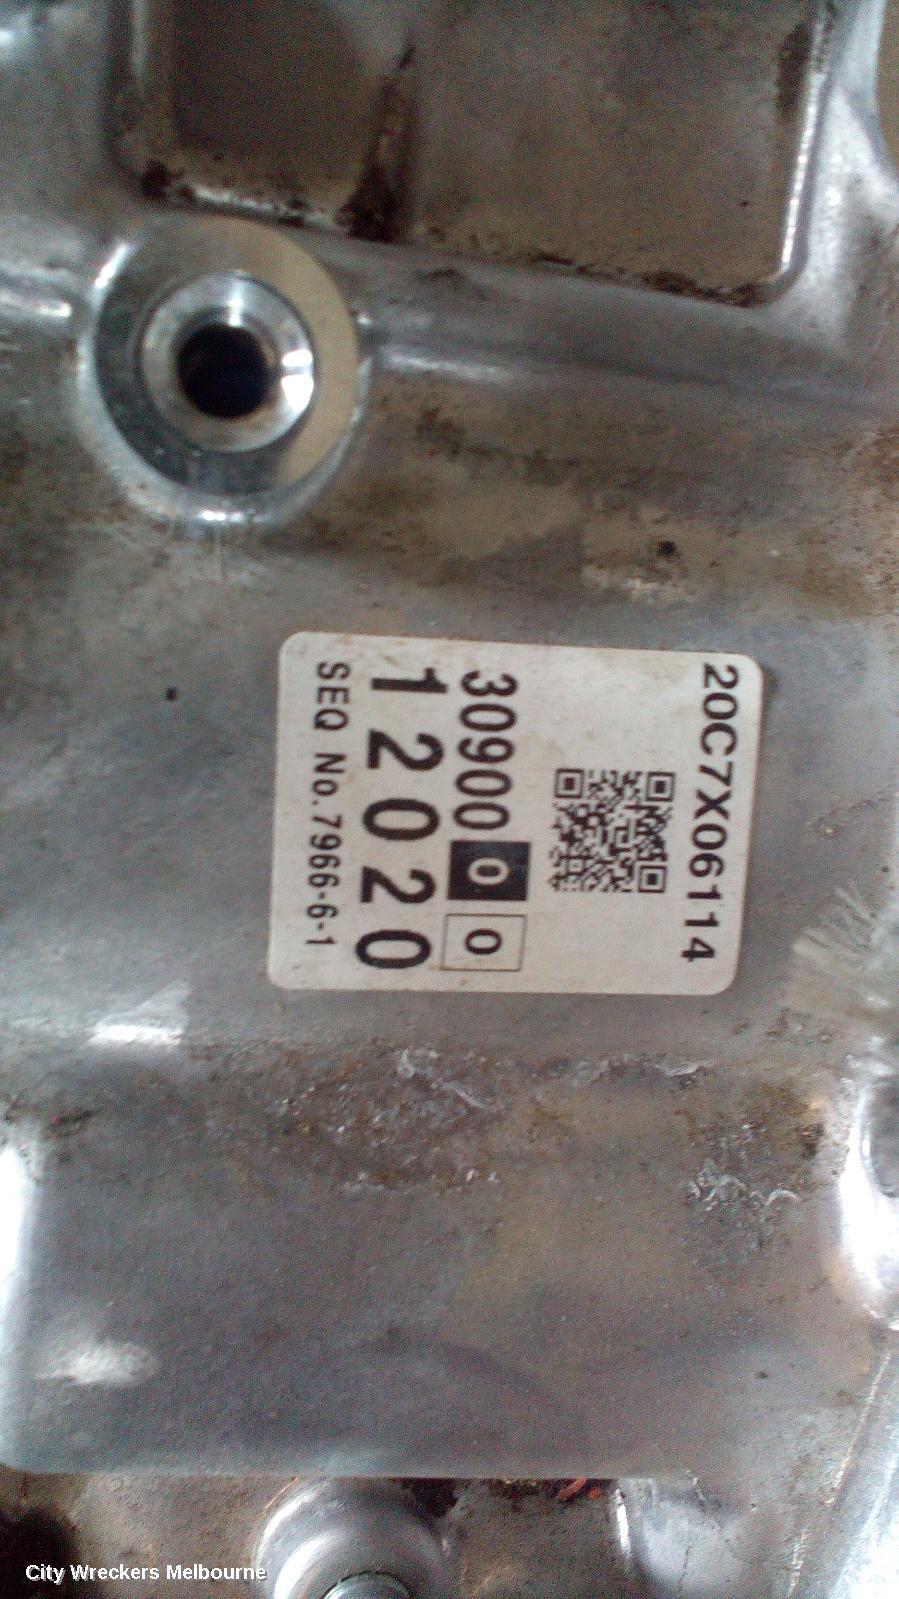 20C7X06114
30900 0 0
12020
SEQ No. 7966-6-1
City Wreckers Melbourne